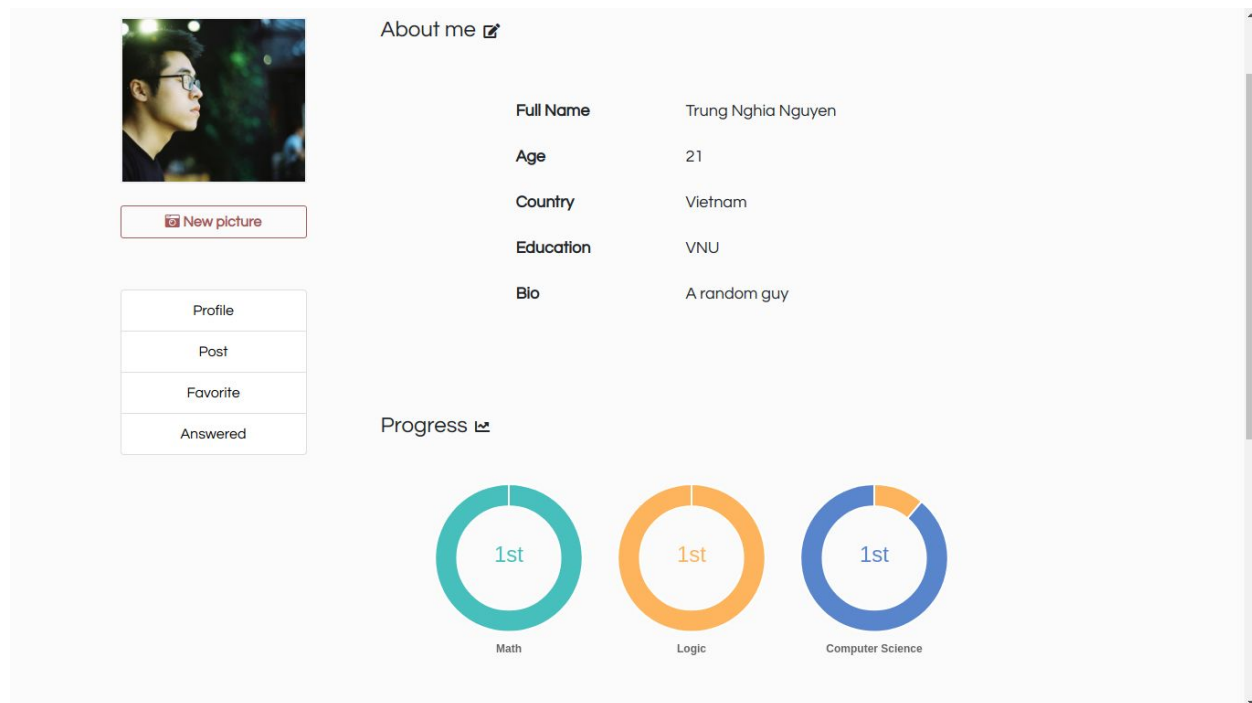 About me
New picture
Profile
Post
Favorite
Answered
Full Name Trung Nghia Nguyen
Age 21
Country Vietnam
Education VNU
Bio A random guy
Progress
1st 1st 1st
Math Logic Computer Science